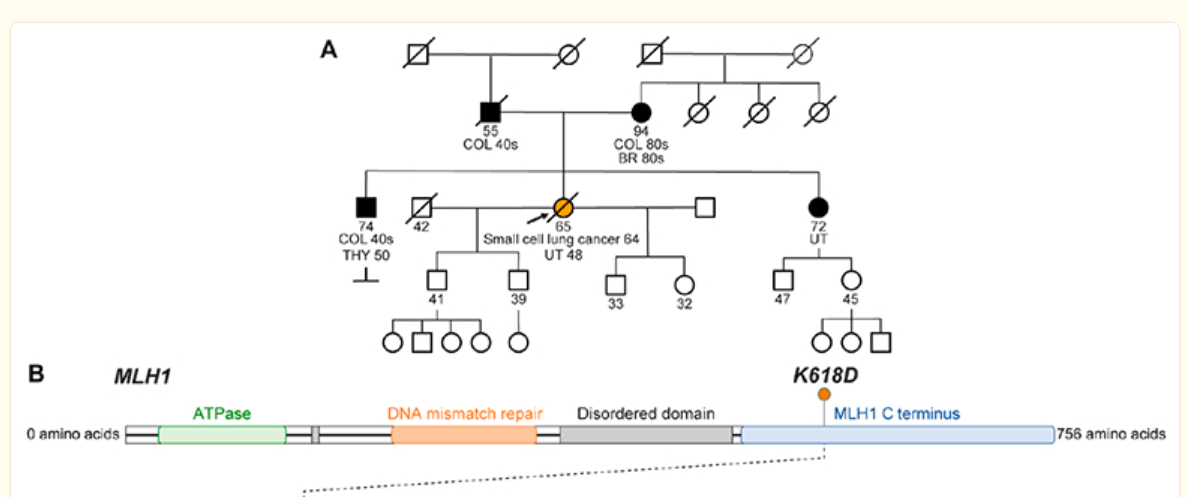 A
55
COL 40s
94
COL 80s
BR 80s
74
COL 40s
THY 50
42
65
Small cell lung cancer 64
UT 48
72
UT
41
39
33
32
47
45
B
MLH1
K618D
ATPase
DNA mismatch repair
Disordered domain
MLH1 C terminus
0 amino acids
756 amino acids